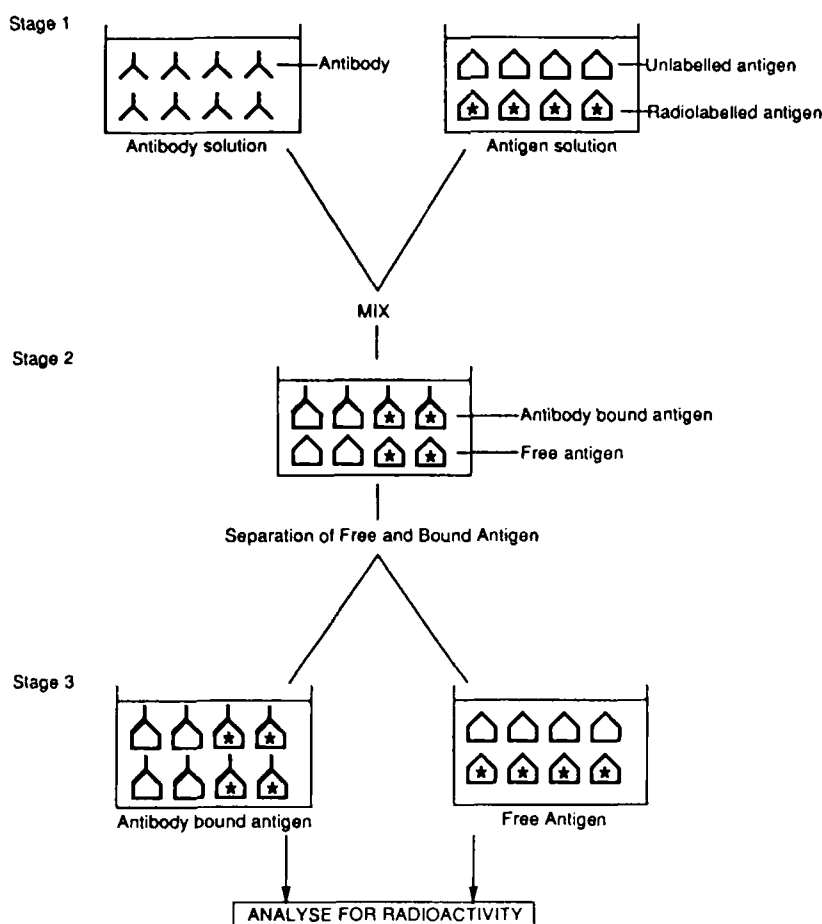 Stage 1
Antibody
Unlabelled antigen
Radiolabelled antigen
Antibody solution
Antigen solution
MIX
Stage 2
Antibody bound antigen
Free antigen
Separation of Free and Bound Antigen
Stage 3
Antibody bound antigen
Free Antigen
ANALYSE FOR RADIOACTIVITY